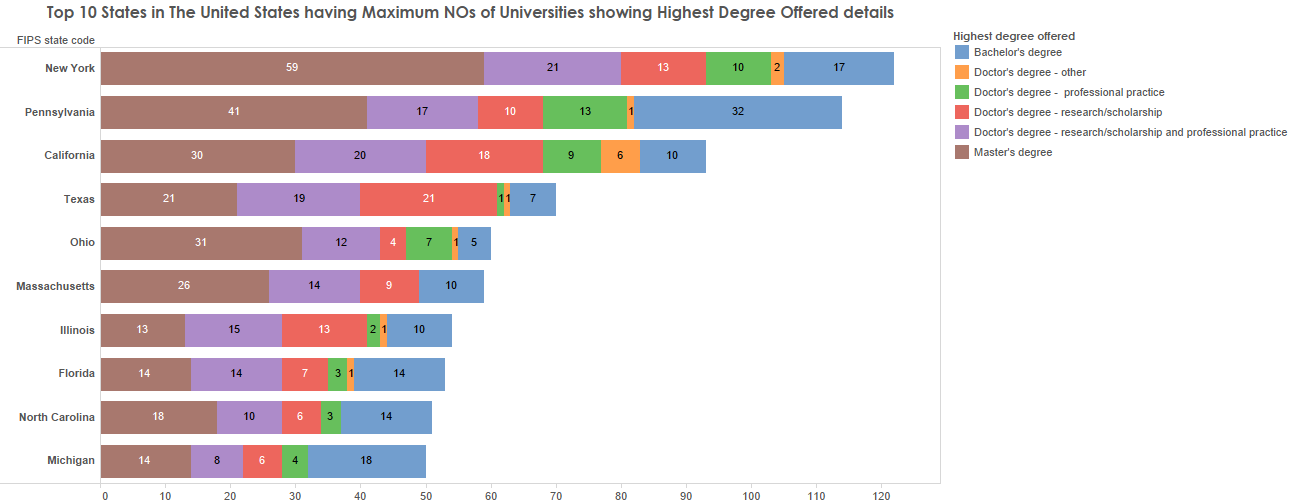 Top 10 States in The United States having Maximum NOs of Universities showing Highest Degree Offered details
FIPS state code
New York 59 21 13 10 2 17
Pennsylvania 41 17 10 13 1 32
California 30 20 18 9 6 10
Texas 21 19 21 1 1 7
Ohio 31 12 4 7 1 5
Massachusetts 26 14 9 10
Illinois 13 15 13 2 1 10
Florida 14 14 7 3 1 14
North Carolina 18 10 6 3 14
Michigan 14 8 6 4 18
0 10 20 30 40 50 60 70 80 90 100 110 120
Highest degree offered
Bachelor's degree
Doctor's degree - other
Doctor's degree -  professional practice
Doctor's degree - research/scholarship
Doctor's degree - research/scholarship and professional practice
Master's degree